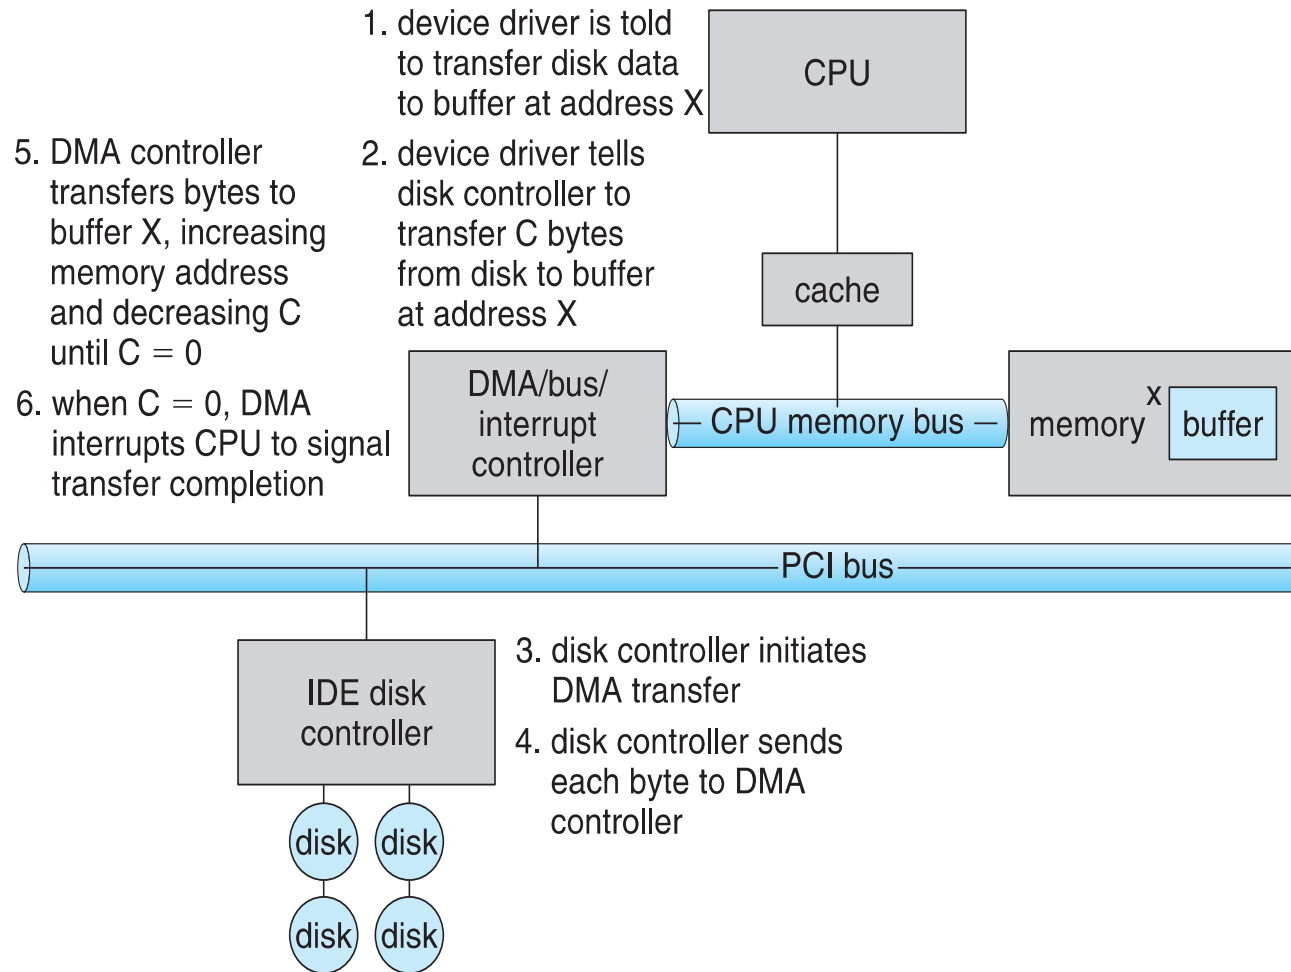 1. device driver is told
to transfer disk data
to buffer at address X
CPU
5. DMA controller
transfers bytes to
buffer X, increasing
memory address
and decreasing C
until C = 0
2. device driver tells
disk controller to
transfer C bytes
from disk to buffer
at address X
cache
6. when C = 0, DMA
interrupts CPU to signal
transfer completion
DMA/bus/
interrupt
controller
CPU memory bus
memory
x
buffer
PCI bus
IDE disk
controller
3. disk controller initiates
DMA transfer
4. disk controller sends
each byte to DMA
controller
disk
disk
disk
disk